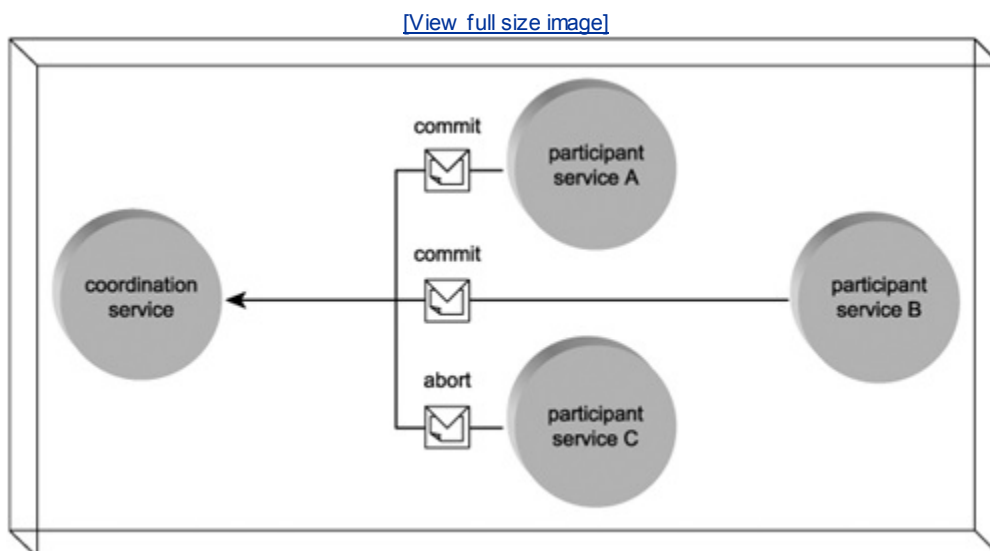 [View full size image]
commit
participant
service A
commit
coordination
service
participant
service B
abort
participant
service C